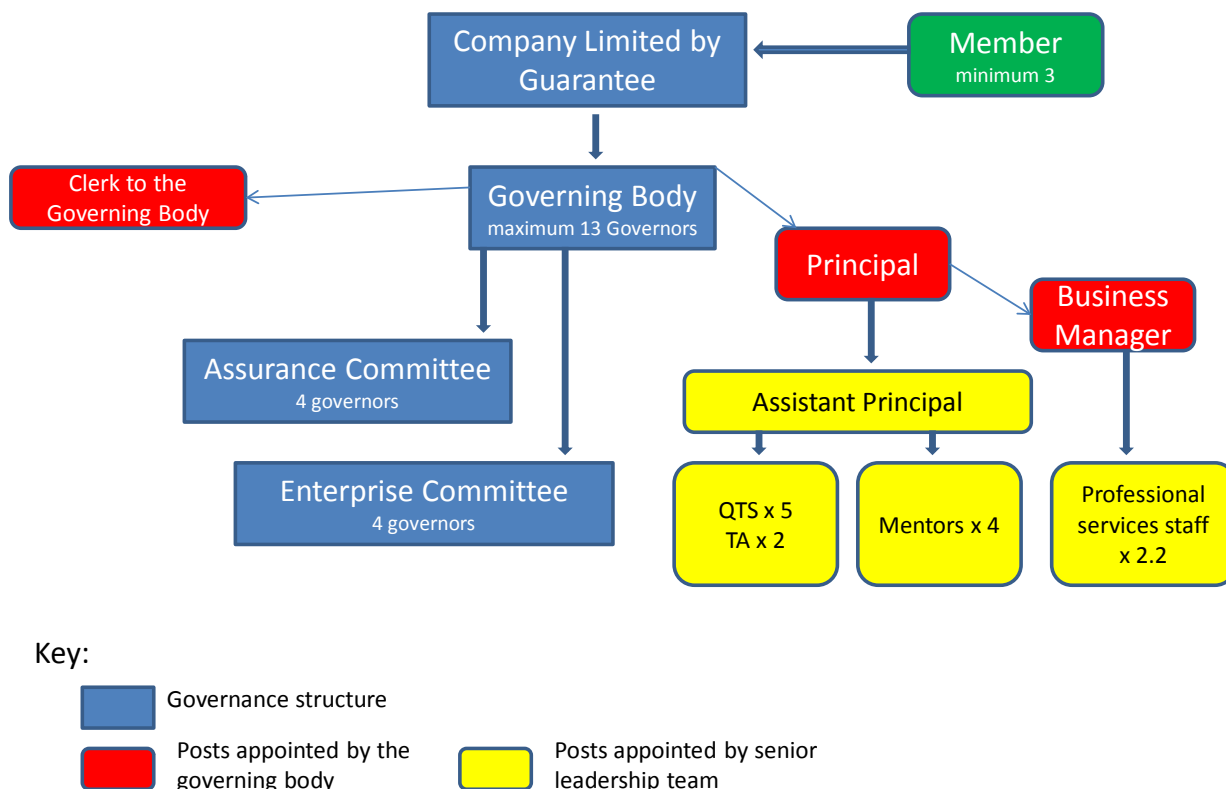 Company Limited by
Guarantee
Member
minimum 3
Clerk to the
Governing Body
Governing Body
maximum 13 Governors
Principal
Business
Manager
Assurance Committee
4 governors
Assistant Principal
Enterprise Committee
4 governors
QTS x 5
TA x 2
Mentors x 4
Professional
services staff
x 2.2
Key:
Governance structure
Posts appointed by the
governing body
Posts appointed by senior
leadership team